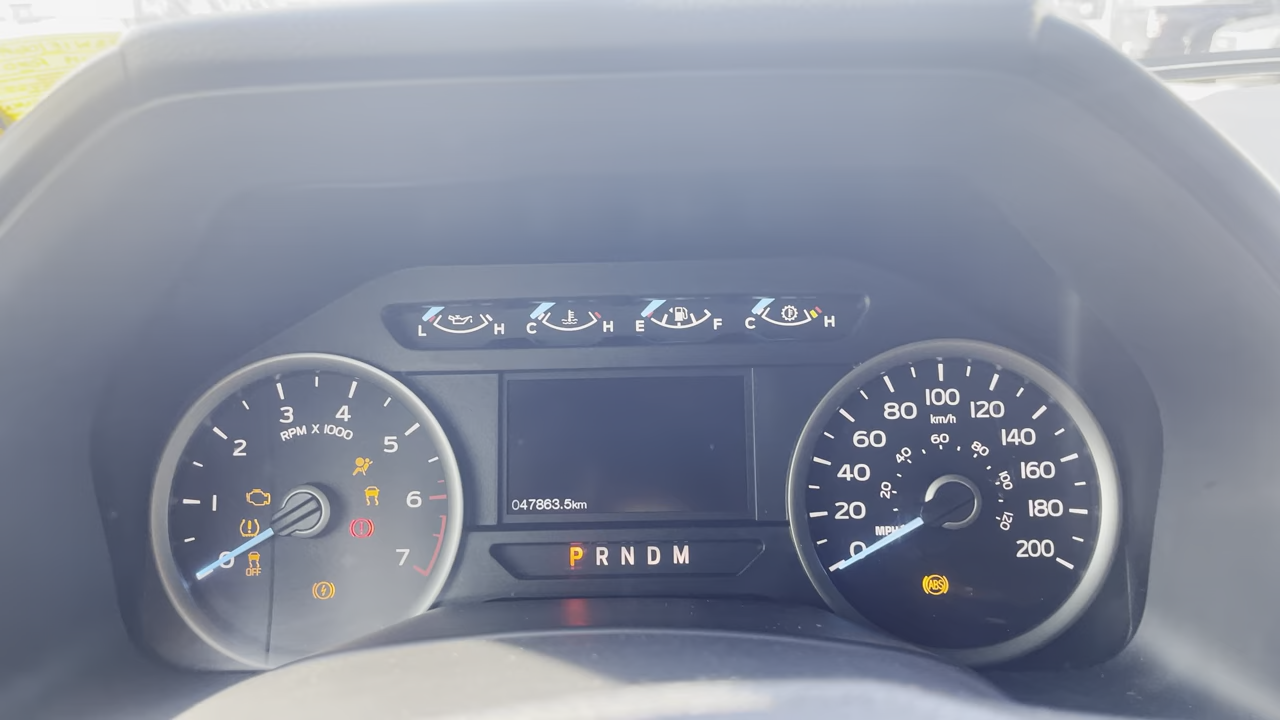 L H C H E F C H
3 4
RPM X 1000
2 5
1 6
0 7
OFF
047863.5km
P R N D M
80 100 120
km/h
60 140
40 160
20 180
0 200
20 40 60 80 100 120
MPH
ABS